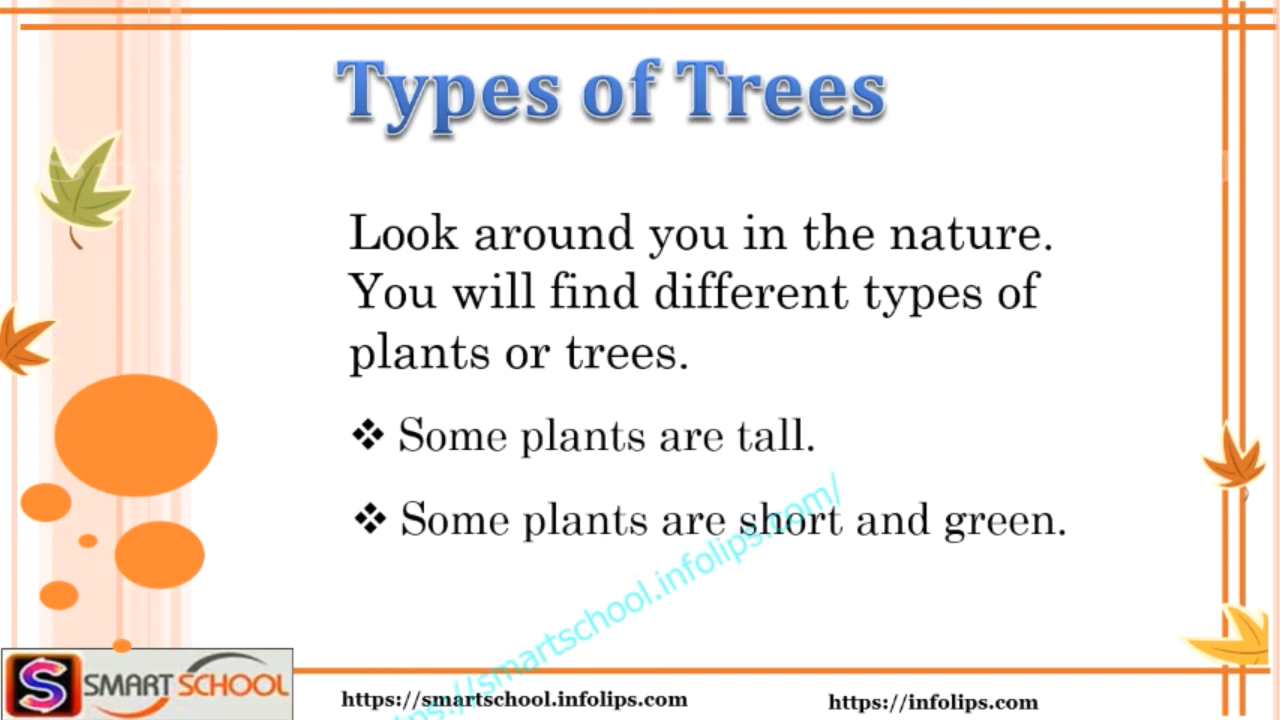 Types of Trees
Look around you in the nature.
You will find different types of
plants or trees.
❖ Some plants are tall.
❖ Some plants are short and green.
https://smartschool.infolips.com/
S SMART SCHOOL
https://smartschool.infolips.com
https://infolips.com